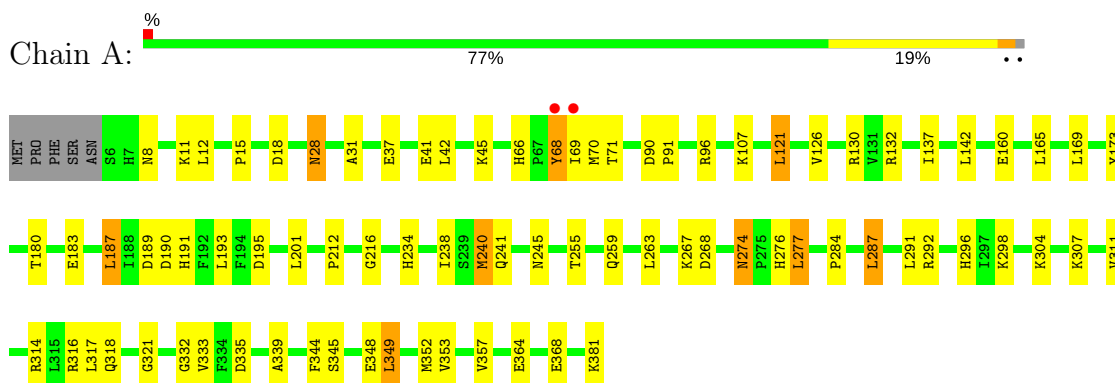 %
Chain A:
77% 19% • •
MET PRO PHE SER ASN S6 H7 N8 K11 L12 P15 D18 N28 A31 E37 E41 L42 K45 H66 P67 Y68 I69 M70 T71 D90 P91 R96 K107 L121 V126 R130 V131 R132 I137 L142 E160 L165 L169
T180 E183 L187 I188 D189 D190 H191 F192 L193 F194 D195 L201 P212 G216 H234 I238 S239 M240 Q241 N245 T255 Q259 L263 K267 D268 N274 P275 H276 L277 P284 L287 L291 R292 H296 I297 K298 K304 K307
R314 L315 R316 L317 Q318 G321 G332 V333 F334 D335 A339 F344 S345 E348 L349 M352 V353 V357 E364 E368 K381